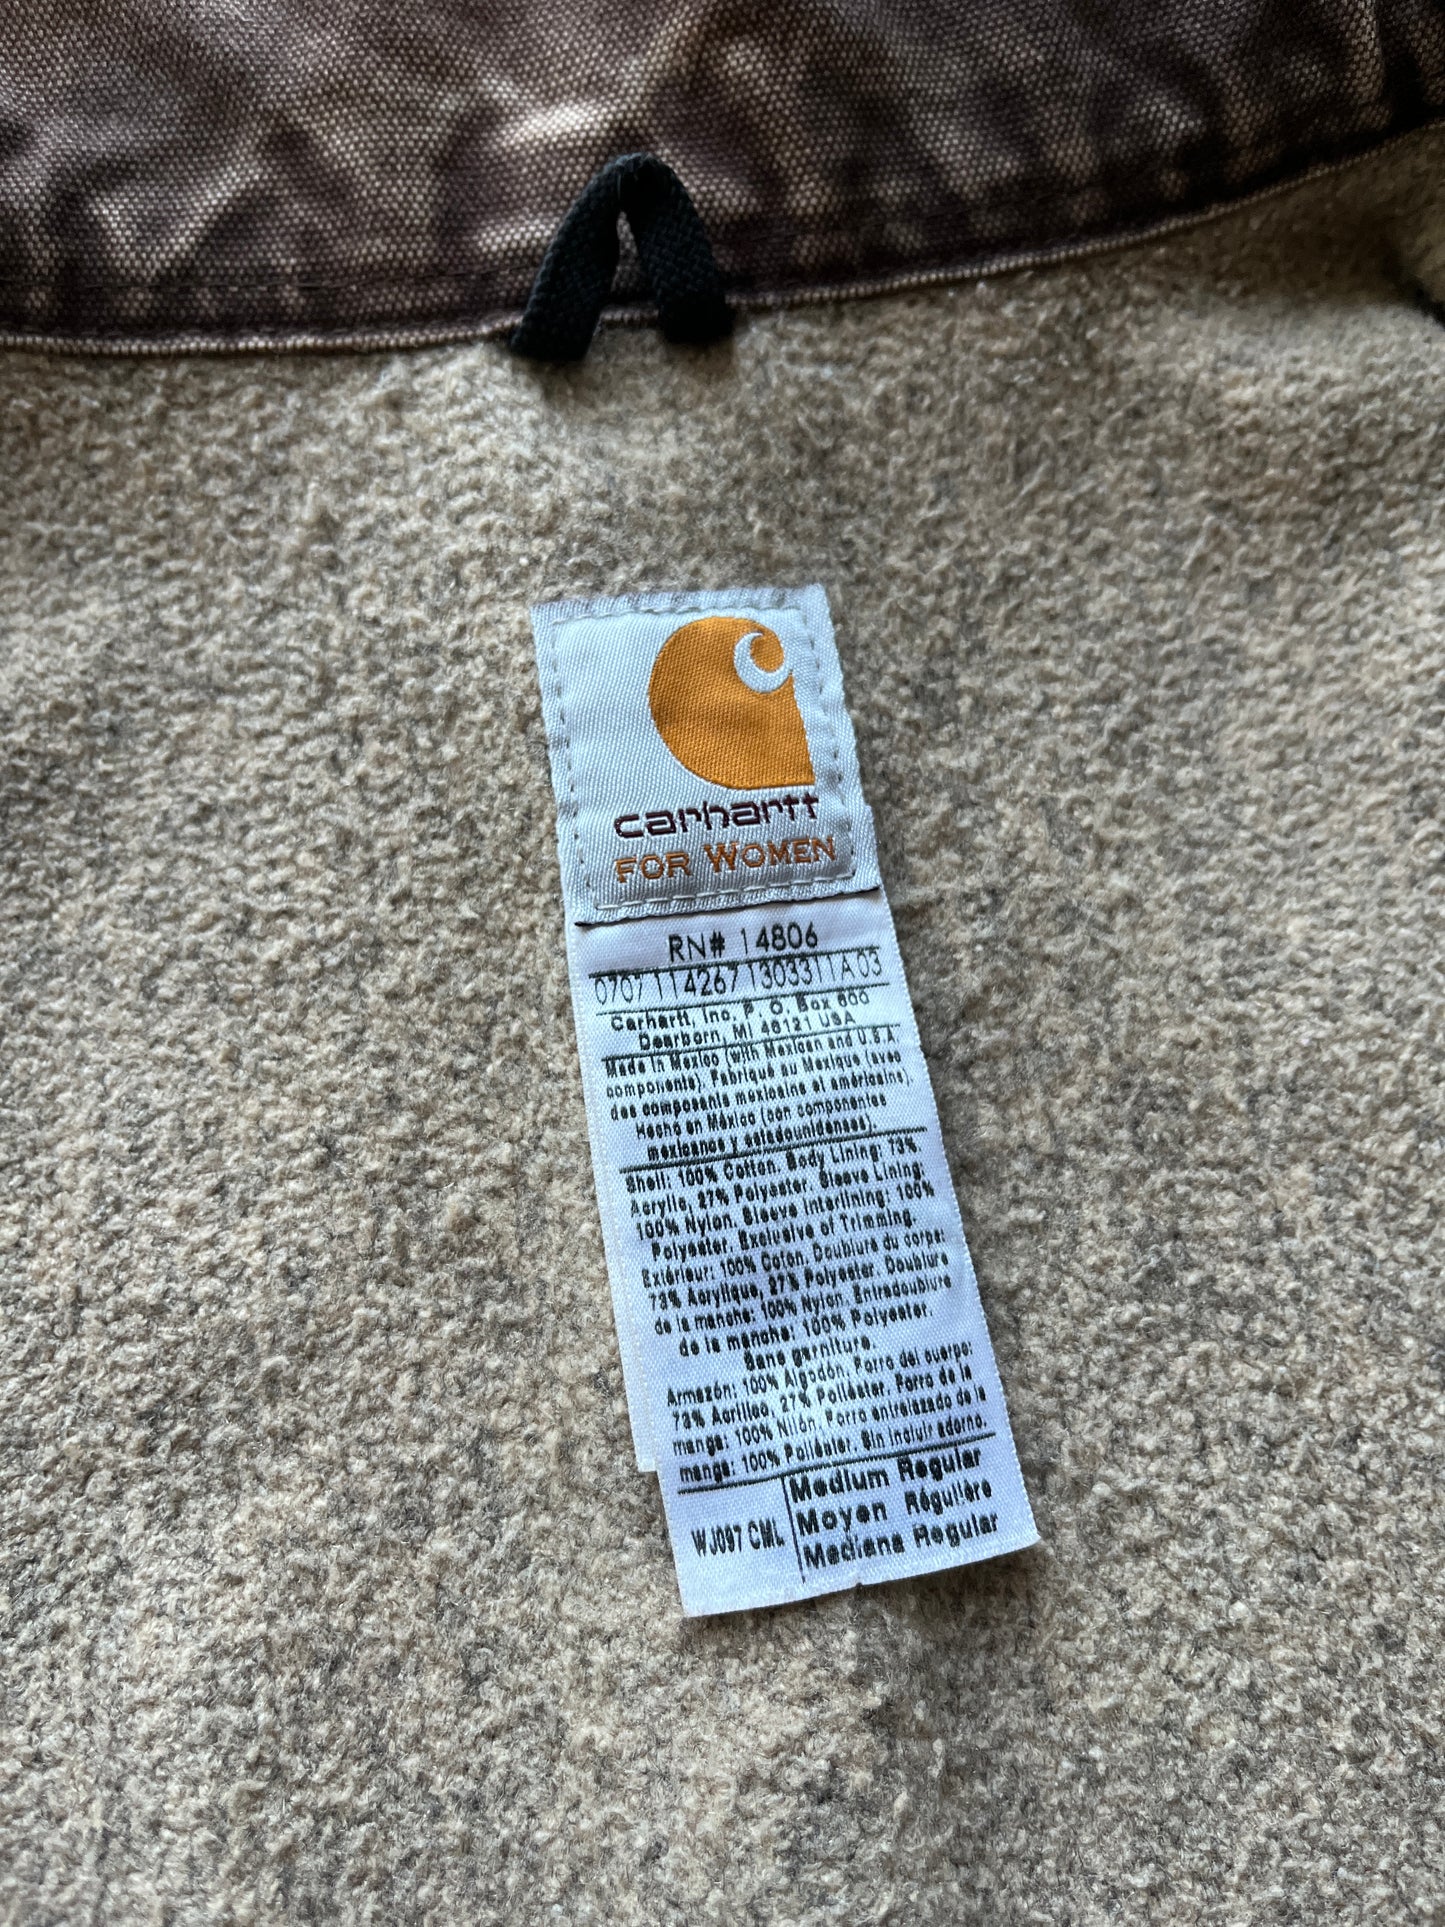 carhartt
FOR WOMEN
RN# 14806
0707 114267 1303311A 03
Carhartt, Inc. P. O. Box 600
Dearborn, MI 48121 USA
Made in Mexico (with Mexican and U.S.A.
components). Fabriqué au Mexique (avec
des composants mexicains et américains).
Hecho en México (con componentes
mexicanos y estadounidenses).
Shell: 100% Cotton. Body Lining: 73%
Acrylic, 27% Polyester. Sleeve Lining:
100% Nylon. Sleeve Interlining: 100%
Polyester. Exclusive of Trimming.
Extérieur: 100% Coton. Doublure du corps:
73% Acrylique, 27% Polyester. Doublure
de la manche: 100% Nylon. Entredoublure
de la manche: 100% Polyester.
Sans garniture.
Armazón: 100% Algodón. Forro del cuerpo:
73% Acrílico, 27% Poliéster. Forro de la
manga: 100% Nilón. Forro entrelazado de la
manga: 100% Poliéster. Sin incluir adorno.
WJ097 CML
Medium Regular
Moyen Régulière
Mediana Regular